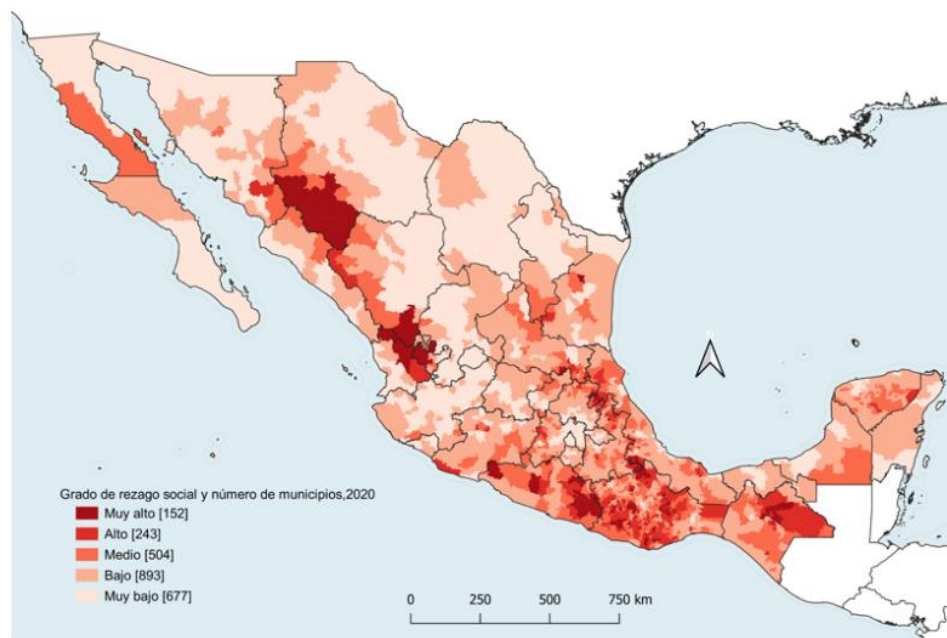 Grado de rezago social y número de municipios,2020
Muy alto [152]
Alto [243]
Medio [504]
Bajo [893]
Muy bajo [677]
0 250 500 750 km